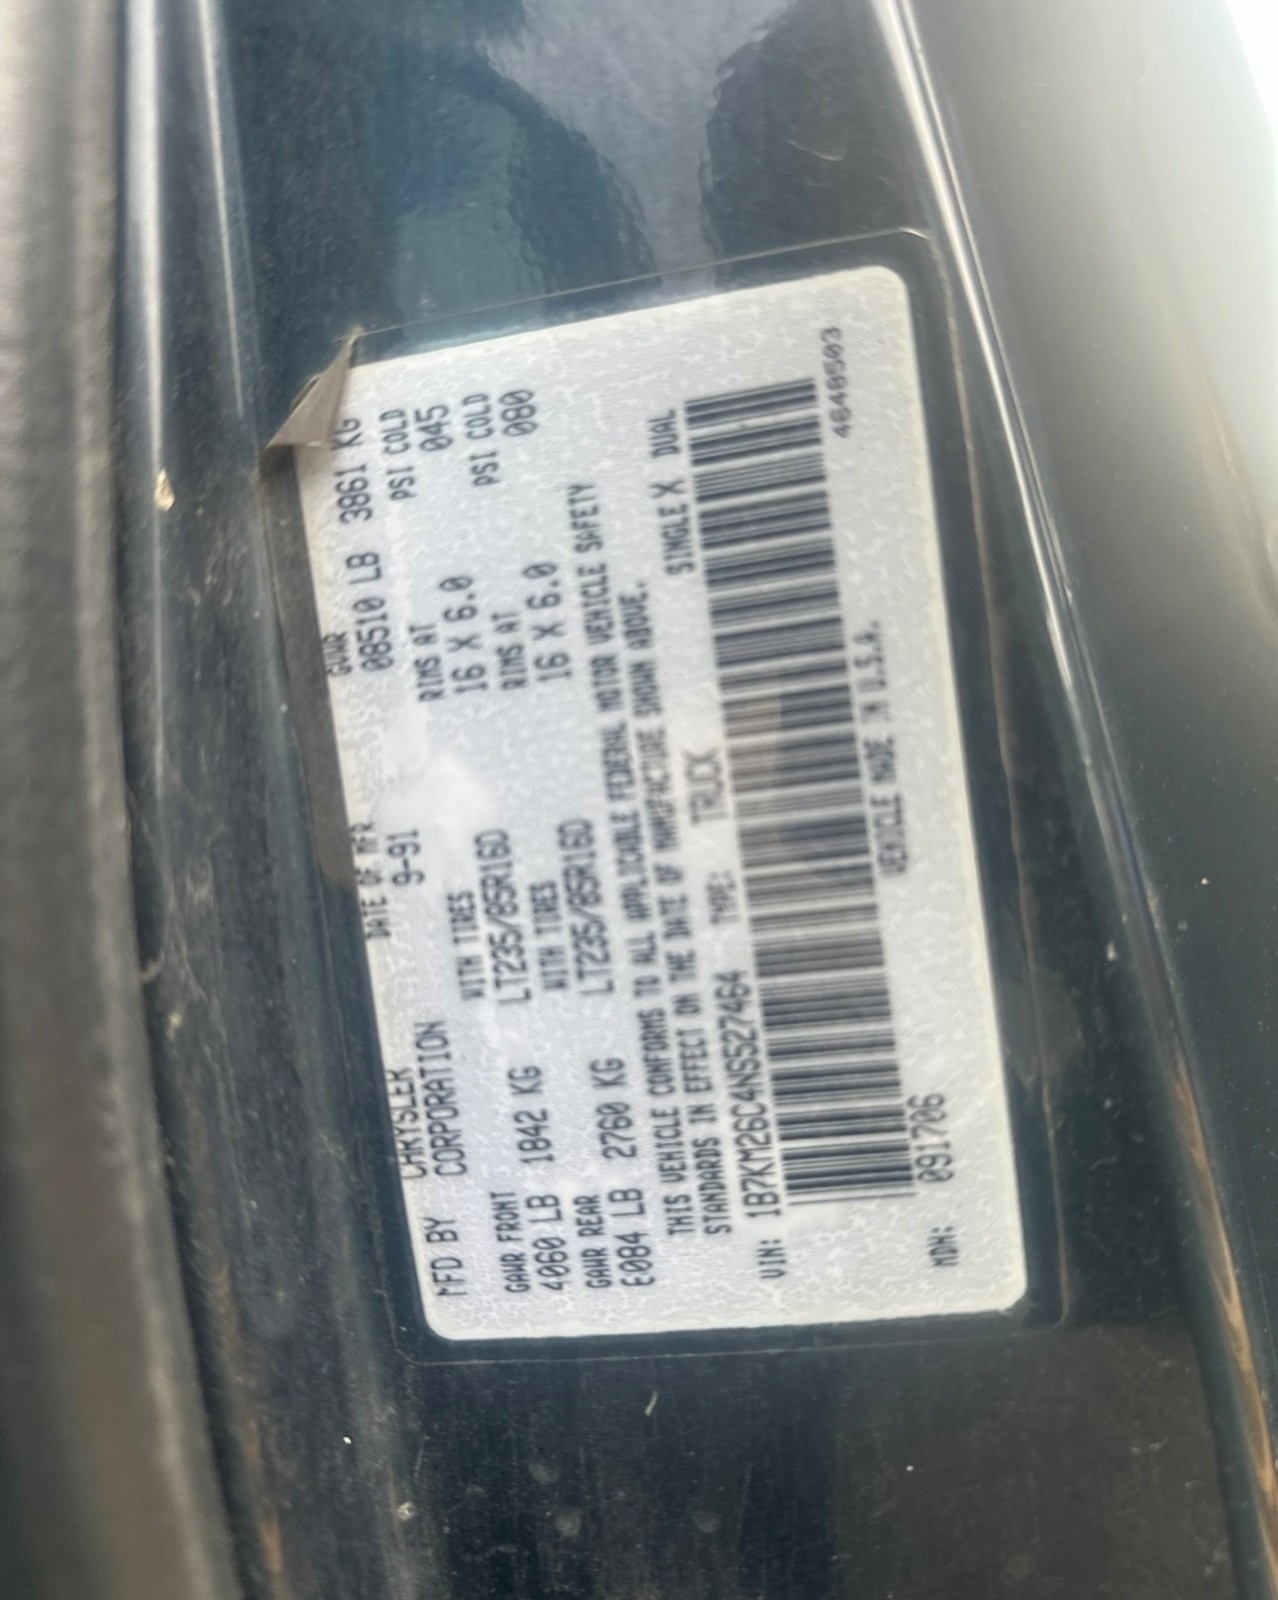 MFD BY CHRYSLER CORPORATION DATE OF MFR 9-91 GVWR 08510 LB 3861 KG
GAWR FRONT WITH TIRES RIMS AT PSI COLD
4060 LB 1842 KG LT235/85R16D 16 X 6.0 045
GAWR REAR WITH TIRES RIMS AT PSI COLD
6084 LB 2760 KG LT235/85R16D 16 X 6.0 080
THIS VEHICLE CONFORMS TO ALL APPLICABLE FEDERAL MOTOR VEHICLE SAFETY
STANDARDS IN EFFECT ON THE DATE OF MANUFACTURE SHOWN ABOVE.
VIN: 1B7KM26C4NS527464 TYPE: TRUCK SINGLE X DUAL
MDH: 091706 VEHICLE MADE IN U.S.A. 4648503